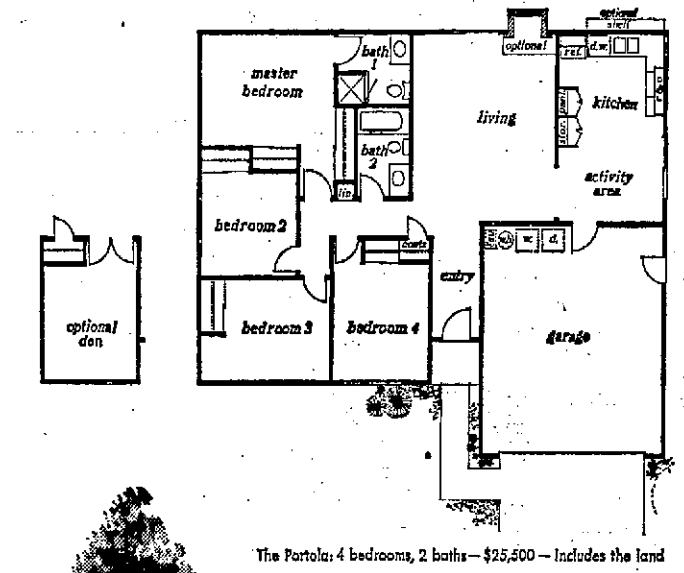 optional
shelf
bath
1
optional
ref.
d.w.
master
bedroom
pan.
kitchen
living
stor.
bath
2
activity
area
lin.
bedroom 2
coats
w.
d.
entry
optional
den
bedroom 3
bedroom 4
garage
The Portola: 4 bedrooms, 2 baths — $25,500 — Includes the land